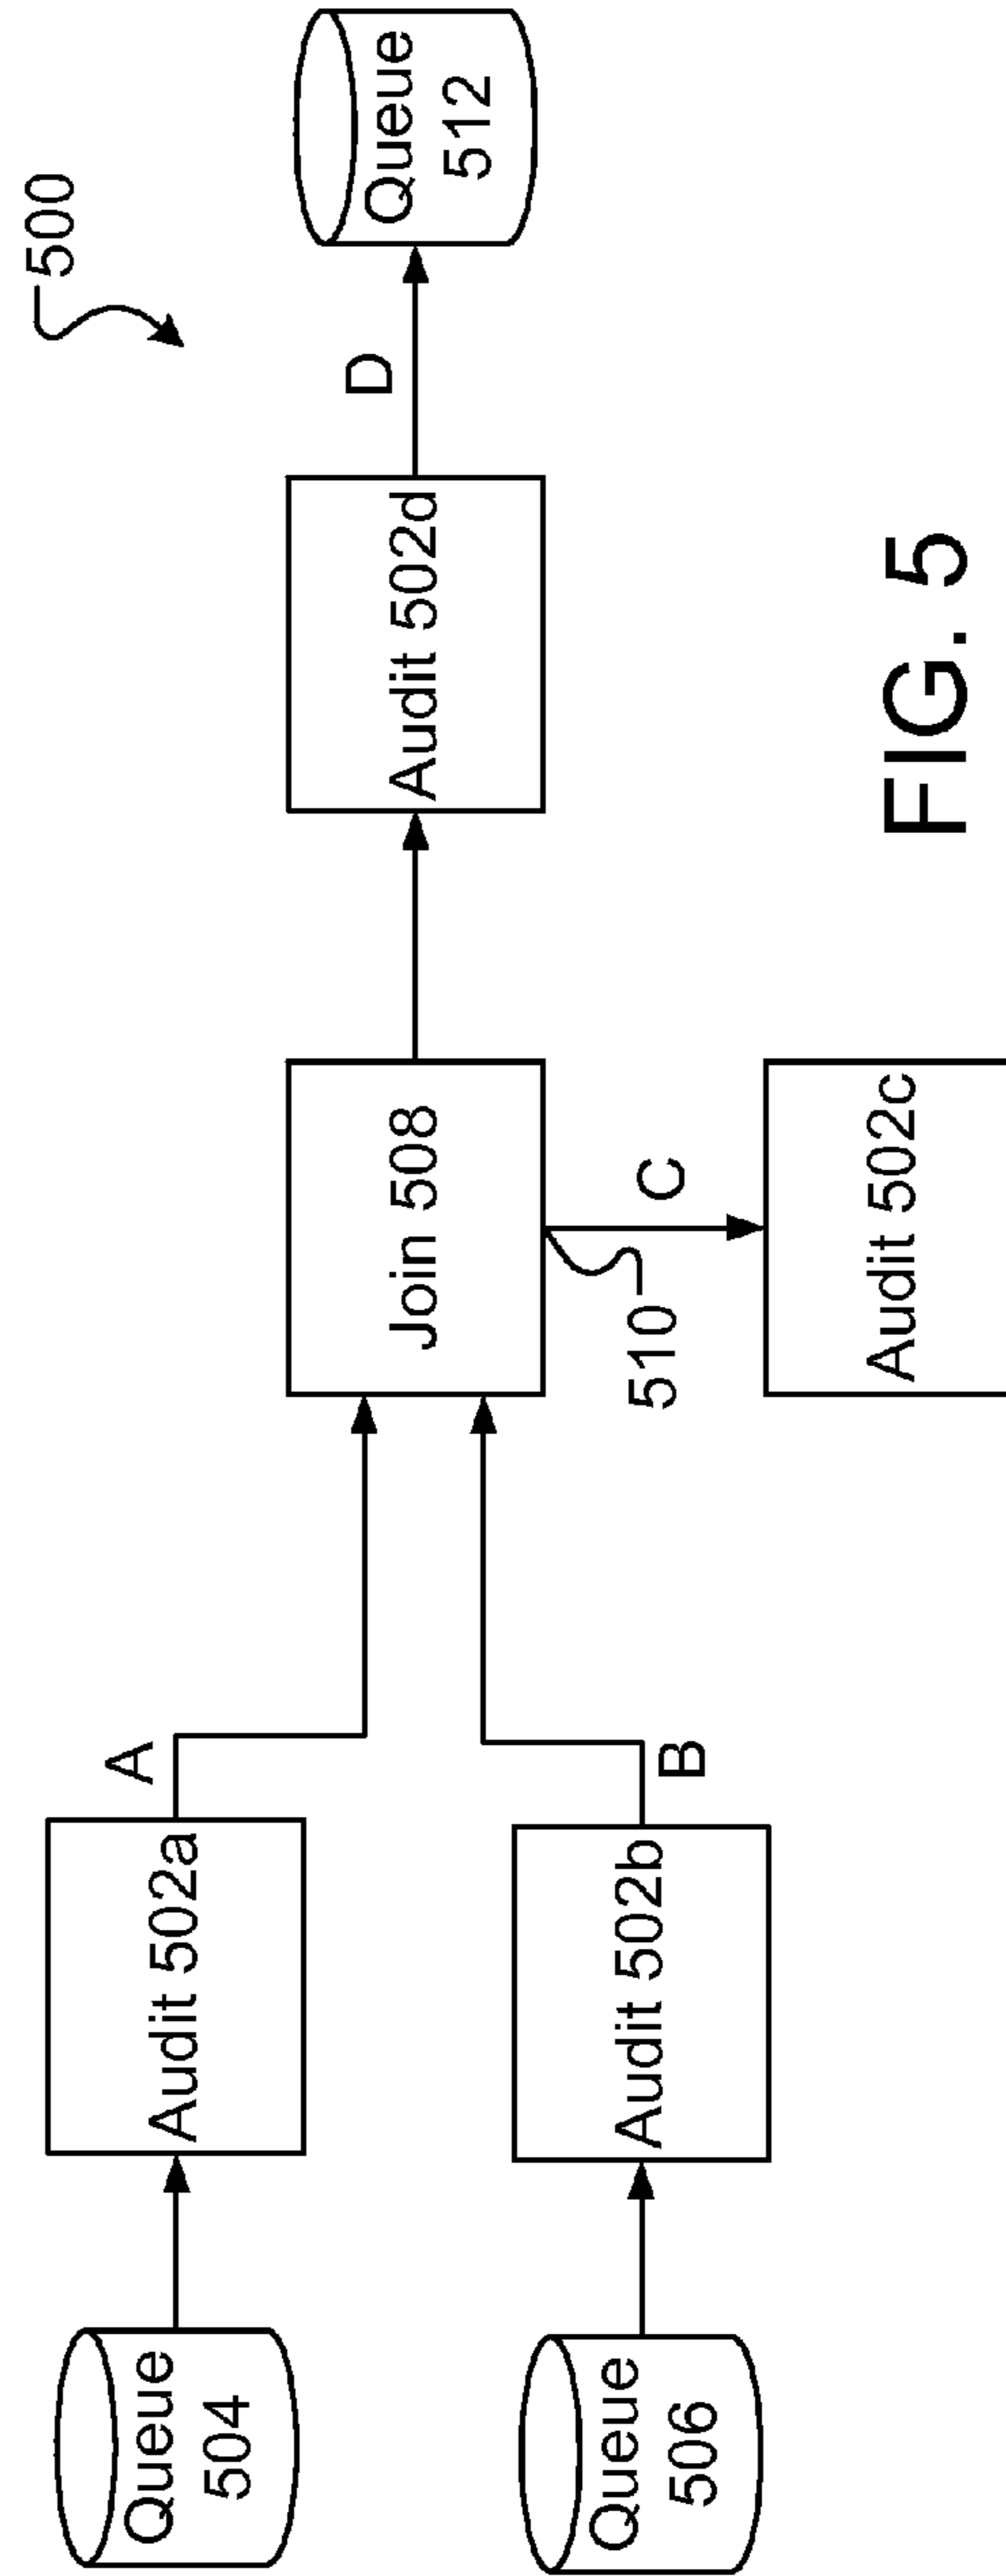 500
Queue
504
Audit 502a
A
Join 508
Audit 502d
D
Queue
512
Queue
506
Audit 502b
B
510
C
Audit 502c
FIG. 5